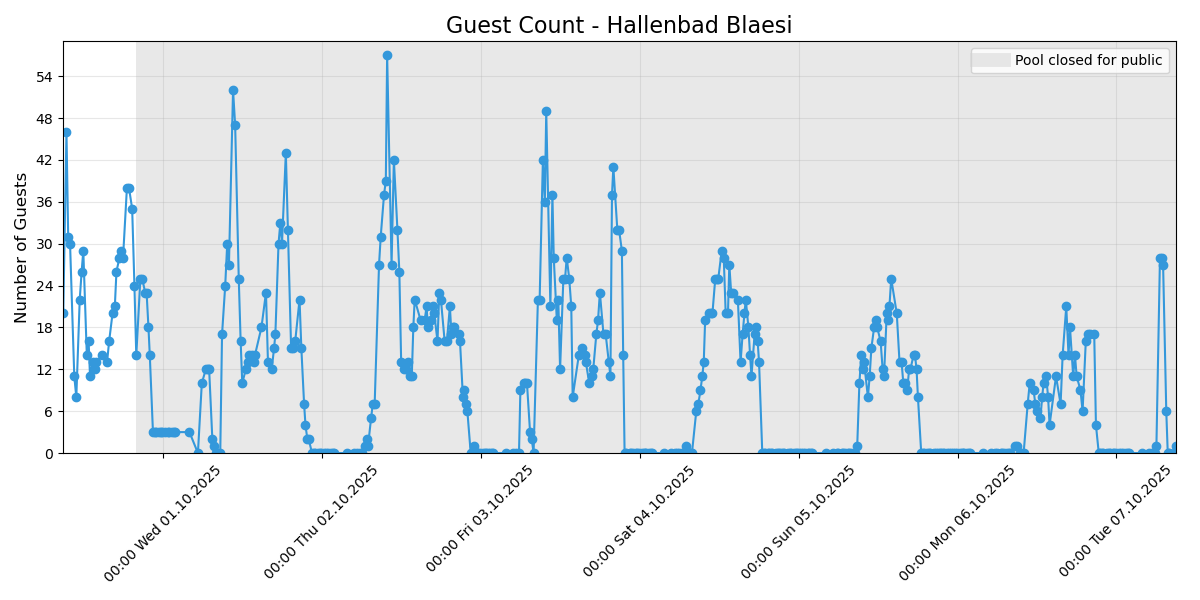 Guest Count - Hallenbad Blaesi
Pool closed for public
Number of Guests
54
48
42
36
30
24
18
12
6
0
00:00 Wed 01.10.2025
00:00 Thu 02.10.2025
00:00 Fri 03.10.2025
00:00 Sat 04.10.2025
00:00 Sun 05.10.2025
00:00 Mon 06.10.2025
00:00 Tue 07.10.2025